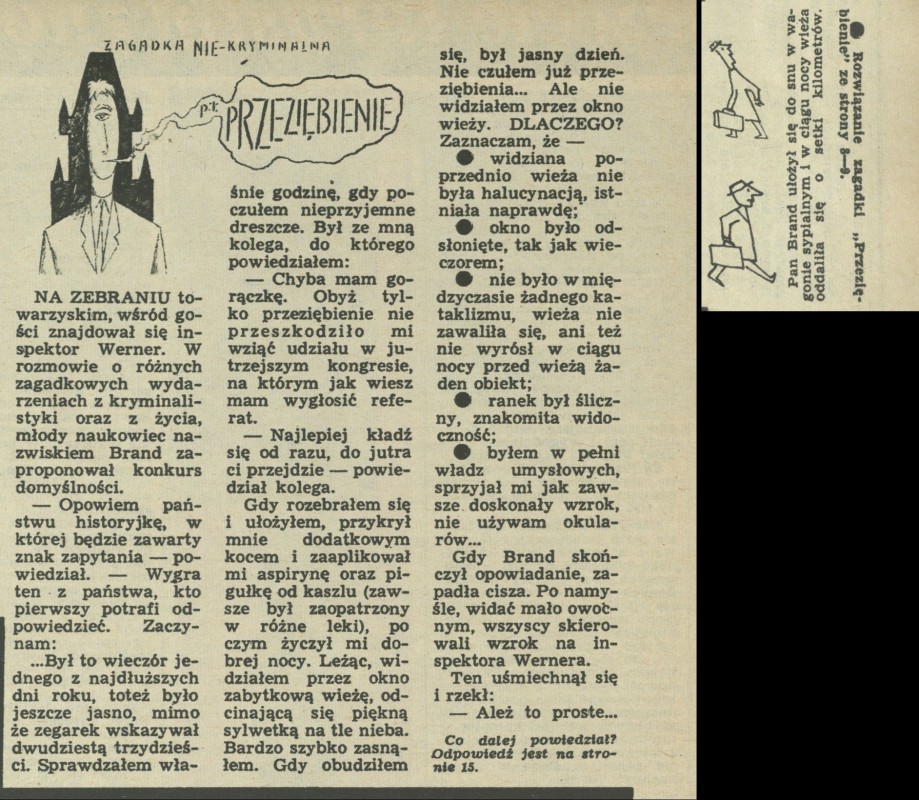 ZAGADKA NIE-KRYMINALNA
p.t. PRZEZIĘBIENIE
NA ZEBRANIU to-
warzyskim, wśród go-
ści znajdował się in-
spektor Werner. W
rozmowie o różnych
zagadkowych wyda-
rzeniach z kryminali-
styki oraz z życia,
młody naukowiec na-
zwiskiem Brand za-
proponował konkurs
domyślności.
— Opowiem pań-
stwu historyjkę, w
której będzie zawarty
znak zapytania — po-
wiedział. — Wygra
ten z państwa, kto
pierwszy potrafi od-
powiedzieć. Zaczy-
nam:
...Był to wieczór je-
dnego z najdłuższych
dni roku, toteż było
jeszcze jasno, mimo
że zegarek wskazywał
dwudziestą trzydzieś-
ci. Sprawdzałem wła-
śnie godzinę, gdy po-
czułem nieprzyjemne
dreszcze. Był ze mną
kolega, do którego
powiedziałem:
— Chyba mam go-
rączkę. Obyż tyl-
ko przeziębienie nie
przeszkodziło mi
wziąć udziału w ju-
trzejszym kongresie,
na którym jak wiesz
mam wygłosić refe-
rat.
— Najlepiej kładź
się od razu, do jutra
ci przejdzie — powie-
dział kolega.
Gdy rozebrałem się
i ułożyłem, przykrył
mnie dodatkowym
kocem i zaaplikował
mi aspirynę oraz pi-
gułkę od kaszlu (zaw-
sze był zaopatrzony
w różne leki), po
czym życzył mi do-
brej nocy. Leżąc, wi-
działem przez okno
zabytkową wieżę, od-
cinającą się piękną
sylwetką na tle nieba.
Bardzo szybko zasną-
łem. Gdy obudziłem
się, był jasny dzień.
Nie czułem już prze-
ziębienia... Ale nie
widziałem przez okno
wieży. DLACZEGO?
Zaznaczam, że —
● widziana po-
przednio wieża nie
była halucynacją, ist-
niała naprawdę;
● okno było od-
słonięte, tak jak wie-
czorem;
● nie było w mię-
dzyczasie żadnego ka-
taklizmu, wieża nie
zawaliła się, ani też
nie wyrósł w ciągu
nocy przed wieżą ża-
den obiekt;
● ranek był ślicz-
ny, znakomita wido-
czność;
● byłem w pełni
władz umysłowych,
sprzyjał mi jak zaw-
sze doskonały wzrok,
nie używam okula-
rów...
Gdy Brand skoń-
czył opowiadanie, za-
padła cisza. Po namy-
śle, widać mało owoc-
nym, wszyscy skiero-
wali wzrok na in-
spektora Wernera.
Ten uśmiechnął się
i rzekł:
— Ależ to proste...
Co dalej powiedział?
Odpowiedź jest na stro-
nie 15.
● Rozwiązanie zagadki „Przezię-
bienie” ze strony 8—9.
Pan Brand ułożył się do snu w wa-
gonie sypialnym i w ciągu nocy wieża
oddaliła się o setki kilometrów.